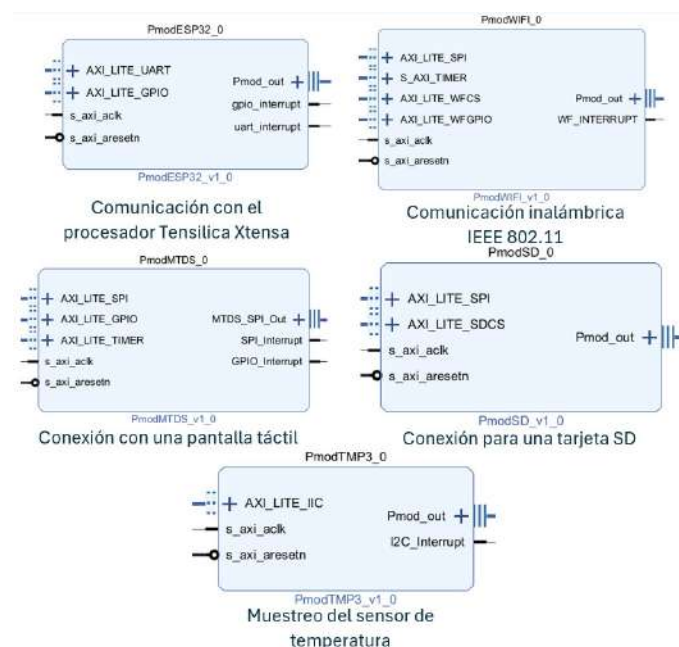 PmodESP32_0
AXI_LITE_UART
AXI_LITE_GPIO
s_axi_aclk
s_axi_aresetn
Pmod_out
gpio_interrupt
uart_interrupt
PmodESP32_v1_0
Comunicación con el
procesador Tensilica Xtensa
PmodWIFI_0
AXI_LITE_SPI
S_AXI_TIMER
AXI_LITE_WFCS
AXI_LITE_WFGPIO
s_axi_aclk
s_axi_aresetn
Pmod_out
WF_INTERRUPT
PmodWIFI_v1_0
Comunicación inalámbrica
IEEE 802.11
PmodMTDS_0
AXI_LITE_SPI
AXI_LITE_GPIO
AXI_LITE_TIMER
s_axi_aclk
s_axi_aresetn
MTDS_SPI_Out
SPI_Interrupt
GPIO_Interrupt
PmodMTDS_v1_0
Conexión con una pantalla táctil
PmodSD_0
AXI_LITE_SPI
AXI_LITE_SDCS
s_axi_aclk
s_axi_aresetn
Pmod_out
PmodSD_v1_0
Conexión para una tarjeta SD
PmodTMP3_0
AXI_LITE_IIC
s_axi_aclk
s_axi_aresetn
Pmod_out
I2C_Interrupt
PmodTMP3_v1_0
Muestreo del sensor de
temperatura